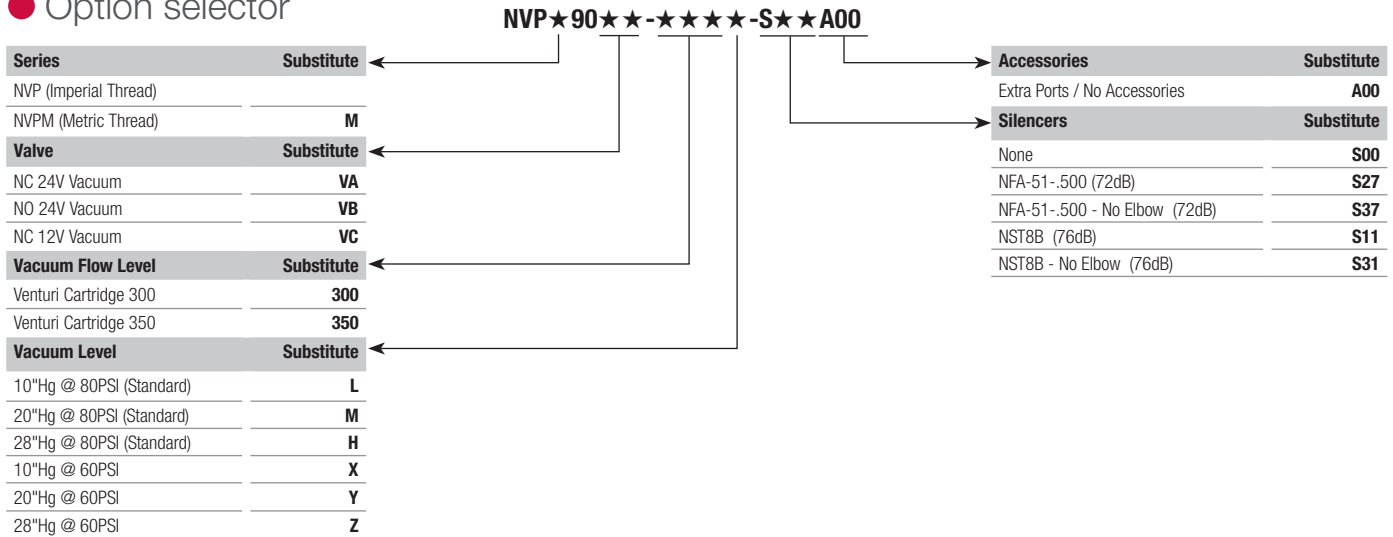 Option selector
NVP★90★★-★★★★-S★★A00
Series Substitute
NVP (Imperial Thread)
NVPM (Metric Thread) M
Valve Substitute
NC 24V Vacuum VA
NO 24V Vacuum VB
NC 12V Vacuum VC
Vacuum Flow Level Substitute
Venturi Cartridge 300 300
Venturi Cartridge 350 350
Vacuum Level Substitute
10"Hg @ 80PSI (Standard) L
20"Hg @ 80PSI (Standard) M
28"Hg @ 80PSI (Standard) H
10"Hg @ 60PSI X
20"Hg @ 60PSI Y
28"Hg @ 60PSI Z
Accessories Substitute
Extra Ports / No Accessories A00
Silencers Substitute
None S00
NFA-51-.500 (72dB) S27
NFA-51-.500 - No Elbow (72dB) S37
NST8B (76dB) S11
NST8B - No Elbow (76dB) S31